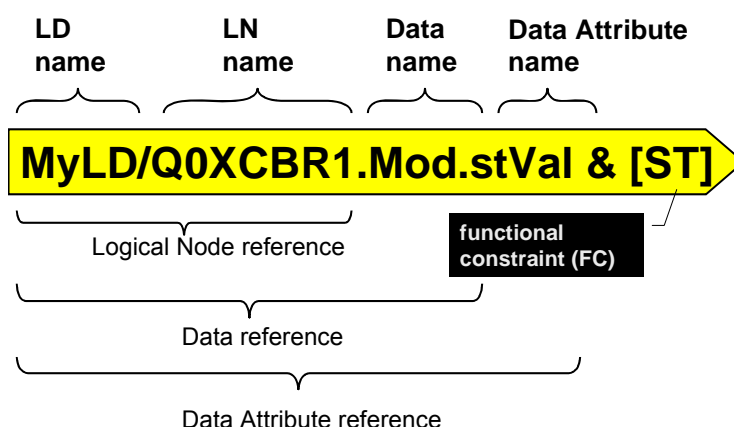 LD name
LN name
Data name
Data Attribute name
MyLD/Q0XCBR1.Mod.stVal & [ST]
Logical Node reference
functional
constraint (FC)
Data reference
Data Attribute reference